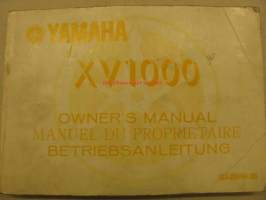 YAMAHA
XV1000
OWNER'S MANUAL
MANUEL DU PROPRIETAIRE
BETRIEBSANLEITUNG